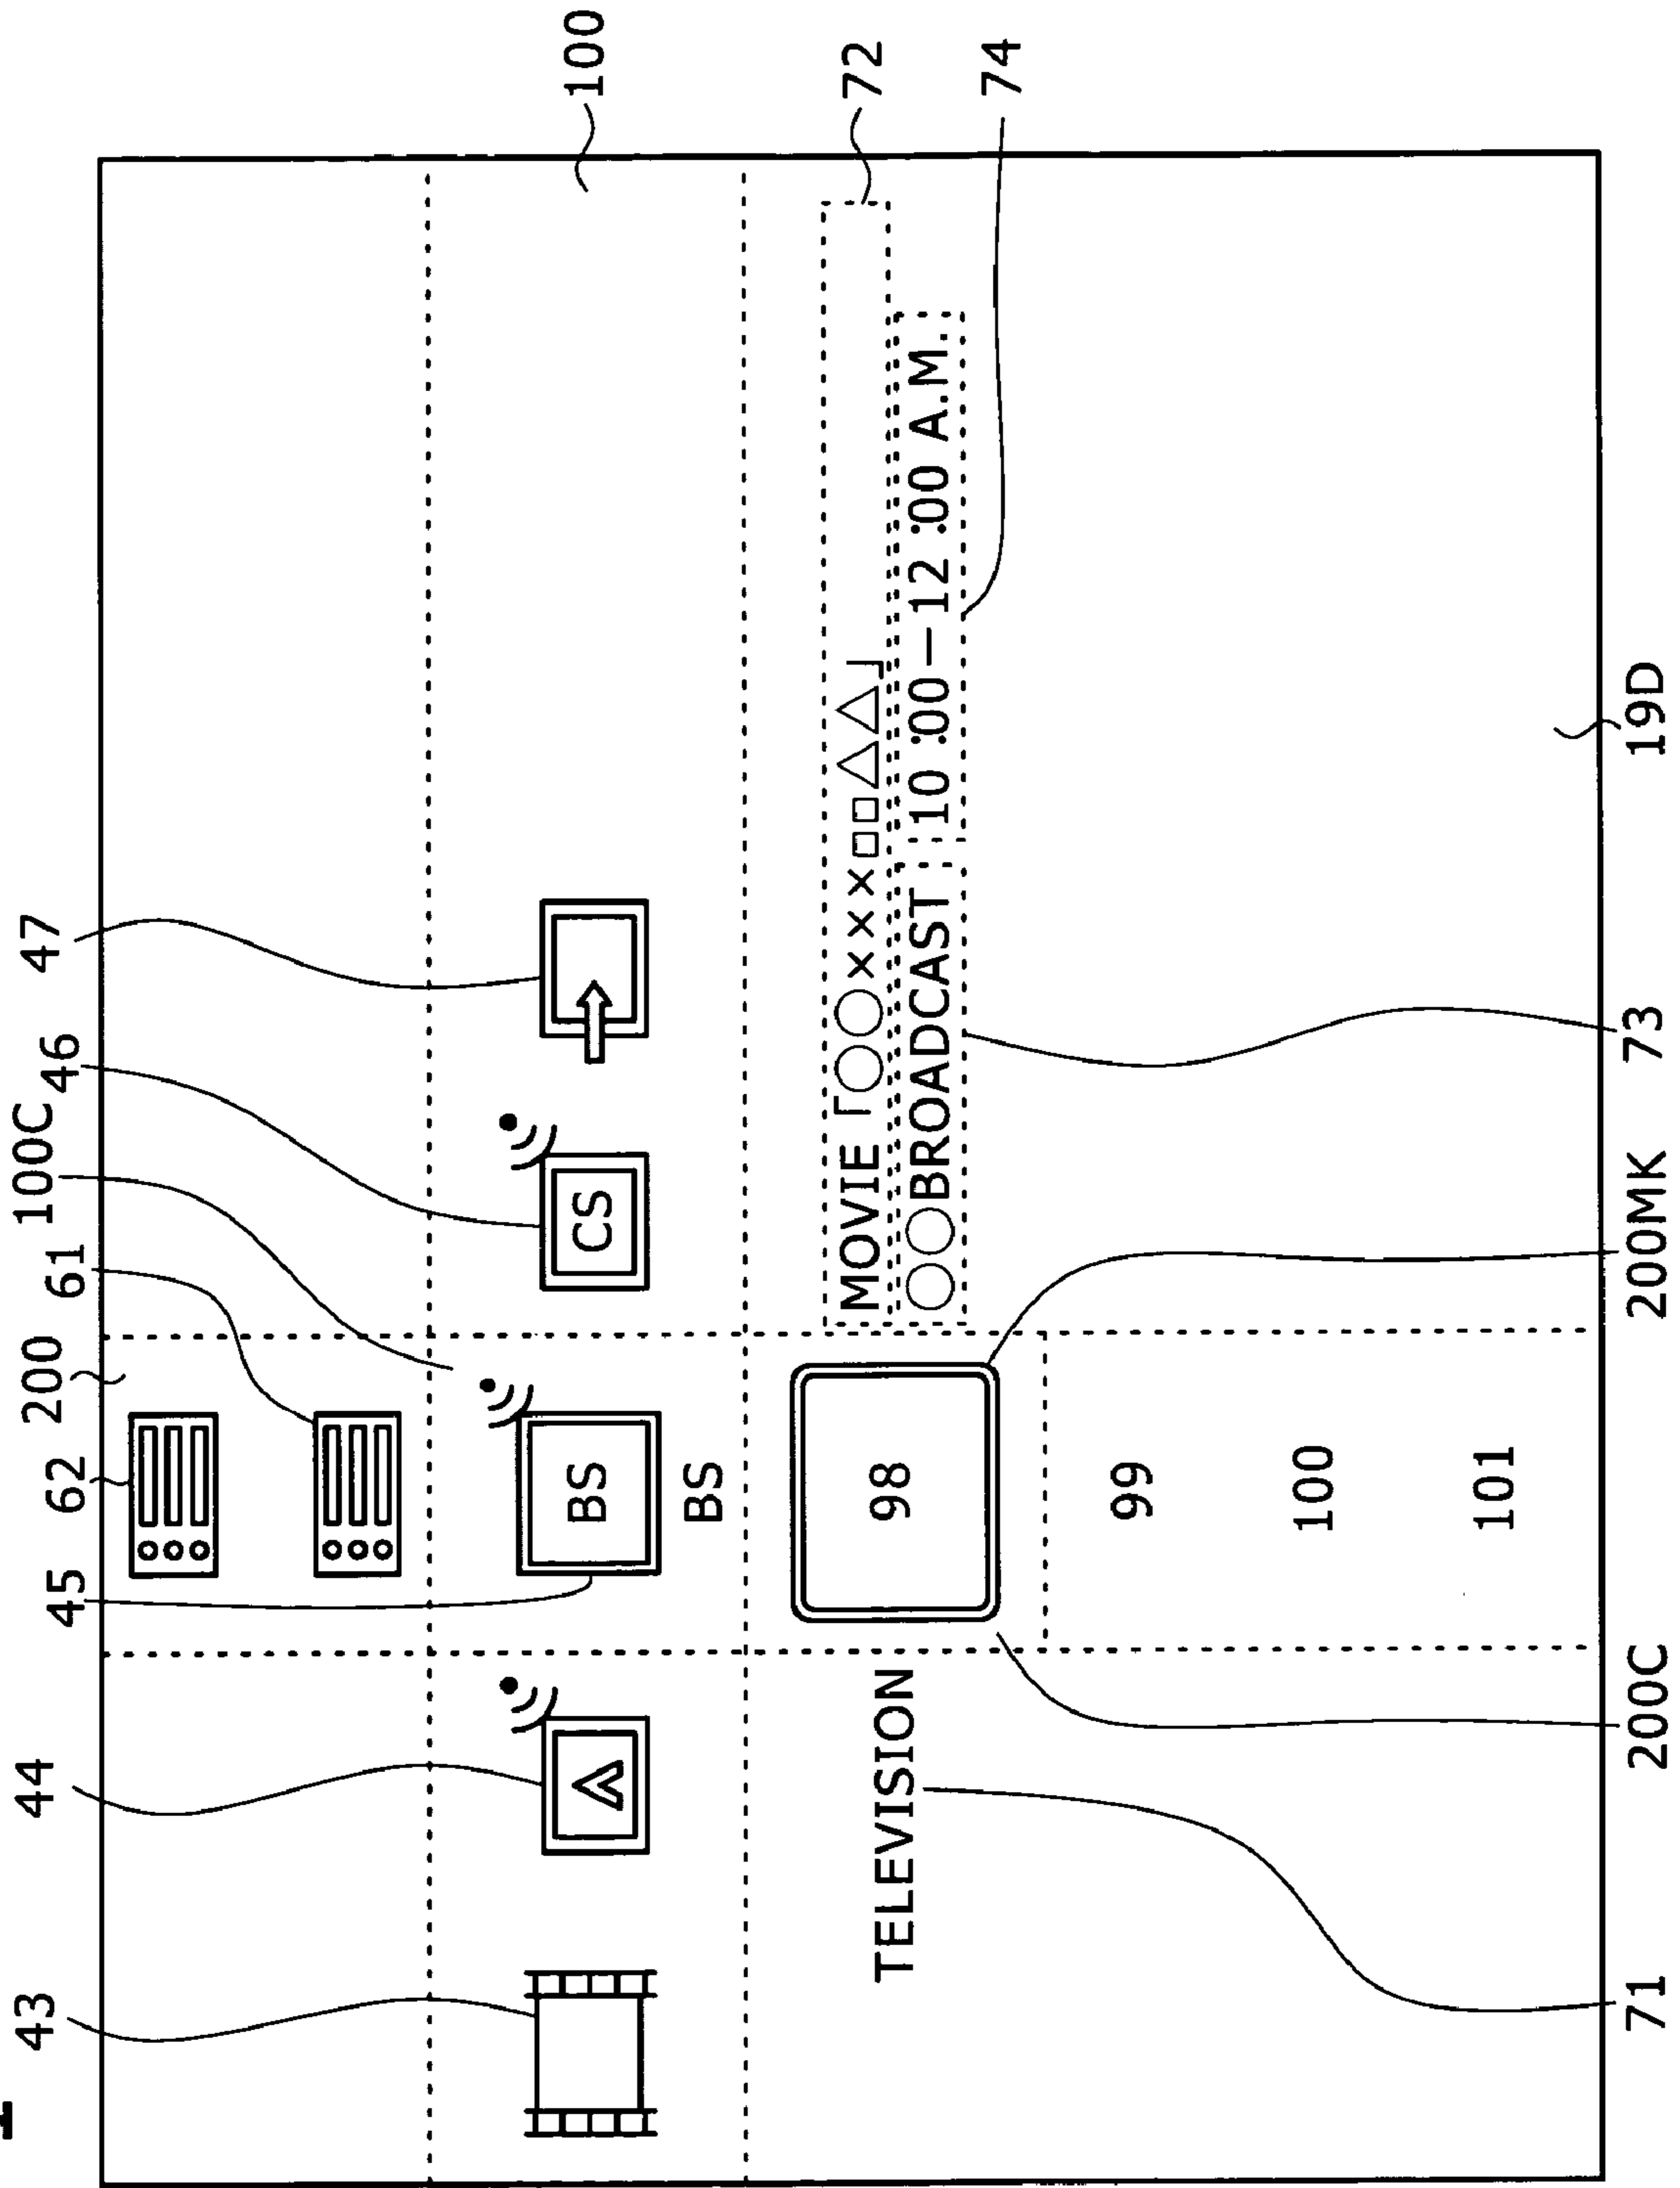 43 44 45 62 200 61 100C 46 47
100
BS CS
BS
72
MOVIE「○○×××□□△△」
TELEVISION 98
○○BROADCAST 10:00—12:00 A.M.
74
99
100
101
71 200C 200MK 73 19D